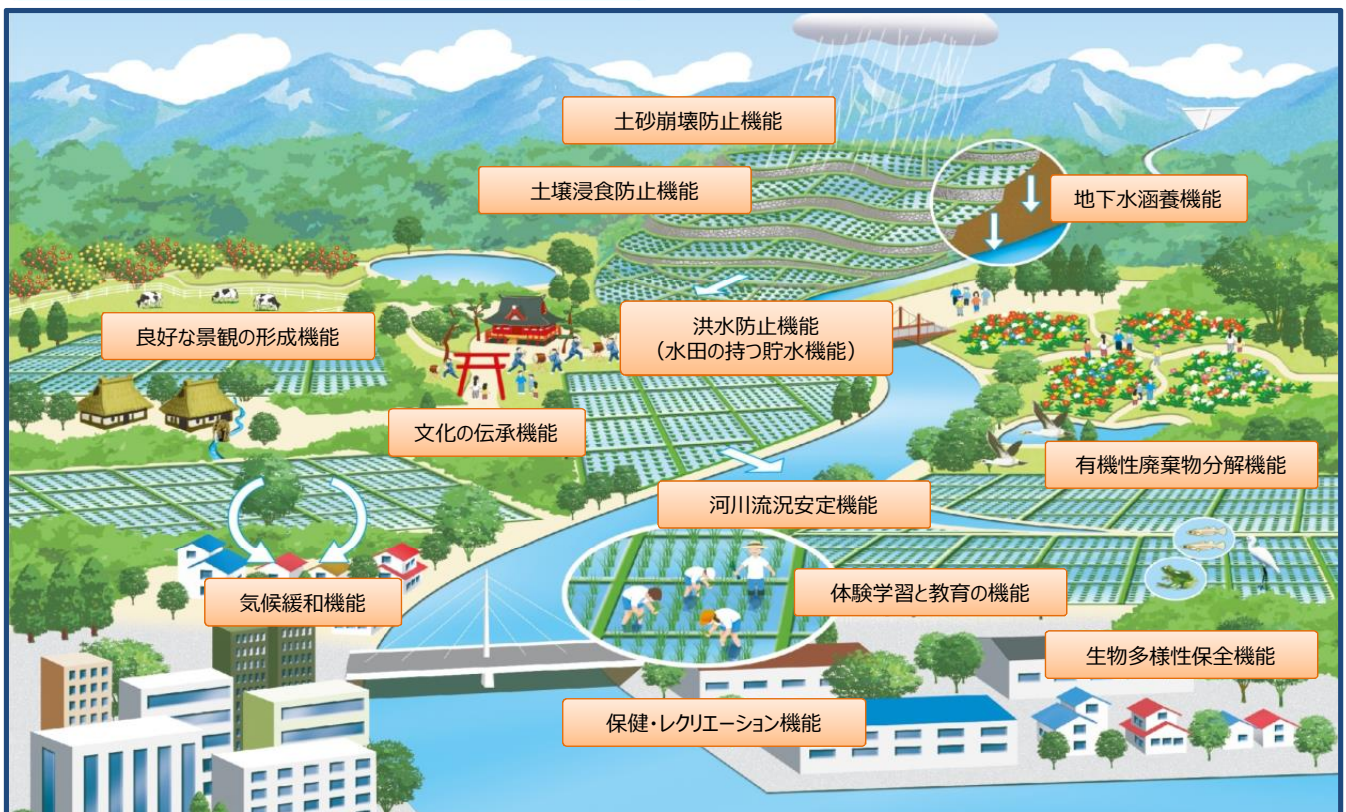 土砂崩壊防止機能
土壌浸食防止機能
地下水涵養機能
洪水防止機能
（水田の持つ貯水機能）
良好な景観の形成機能
文化の伝承機能
有機性廃棄物分解機能
河川流況安定機能
体験学習と教育の機能
気候緩和機能
生物多様性保全機能
保健・レクリエーション機能